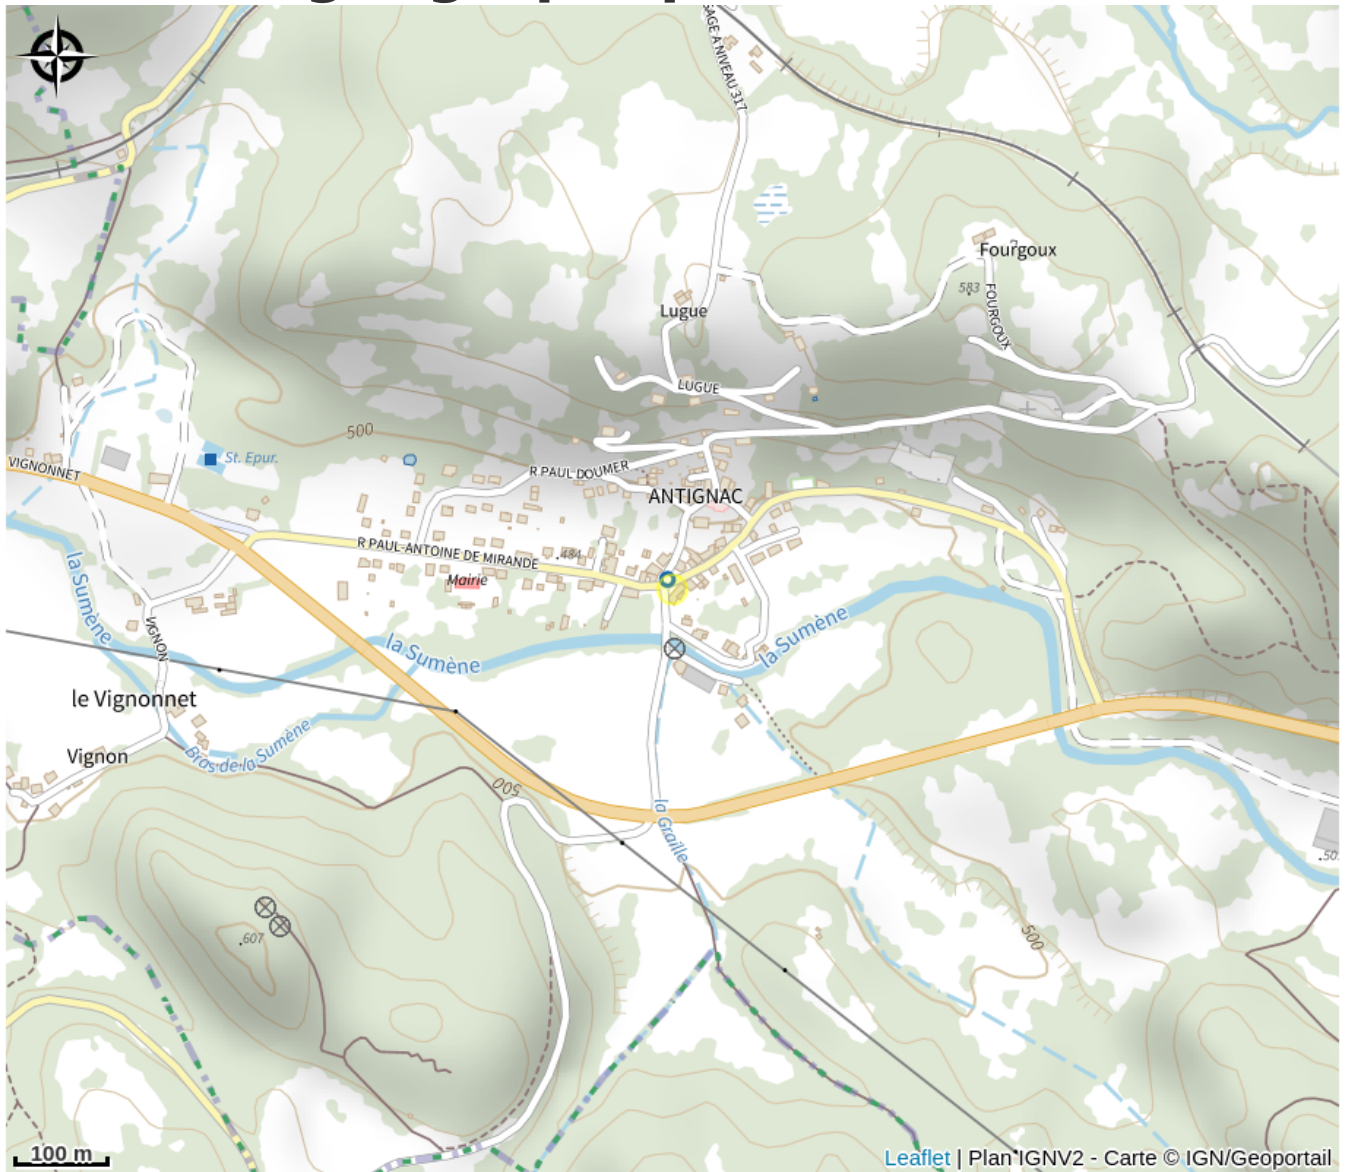 SAGE A NIVEAU 317
Fourgoux
583
FOURGOUX
Lugue
LUGUE
500
VIGNONNET
St. Epur.
R PAUL DOUMER
ANTIGNAC
R PAUL-ANTOINE DE MIRANDE
484
Mairie
la Sumène
la Sumène
la Sumène
VIGNON
le Vignonnet
Bras de la Sumène
Vignon
500
la Graille
607
500
100 m
Leaflet | Plan IGNV2 - Carte © IGN/Geoportail